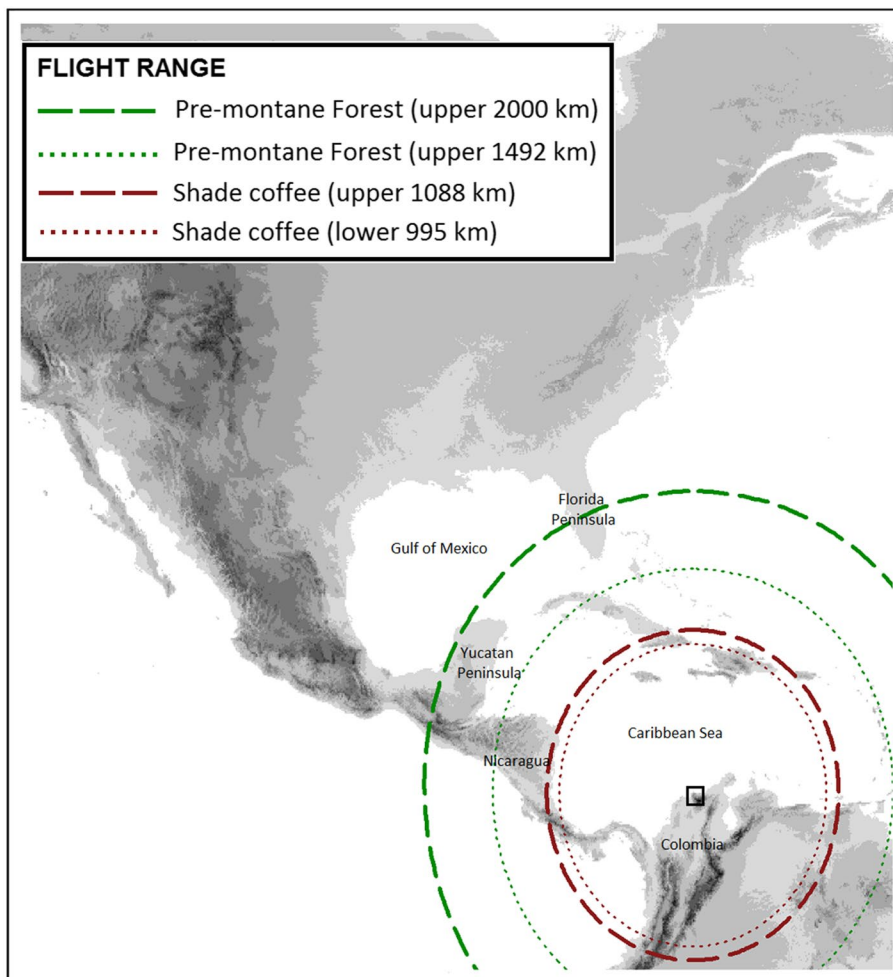 FLIGHT RANGE
Pre-montane Forest (upper 2000 km)
Pre-montane Forest (upper 1492 km)
Shade coffee (upper 1088 km)
Shade coffee (lower 995 km)
Florida
Peninsula
Gulf of Mexico
Yucatan
Peninsula
Caribbean Sea
Nicaragua
Colombia